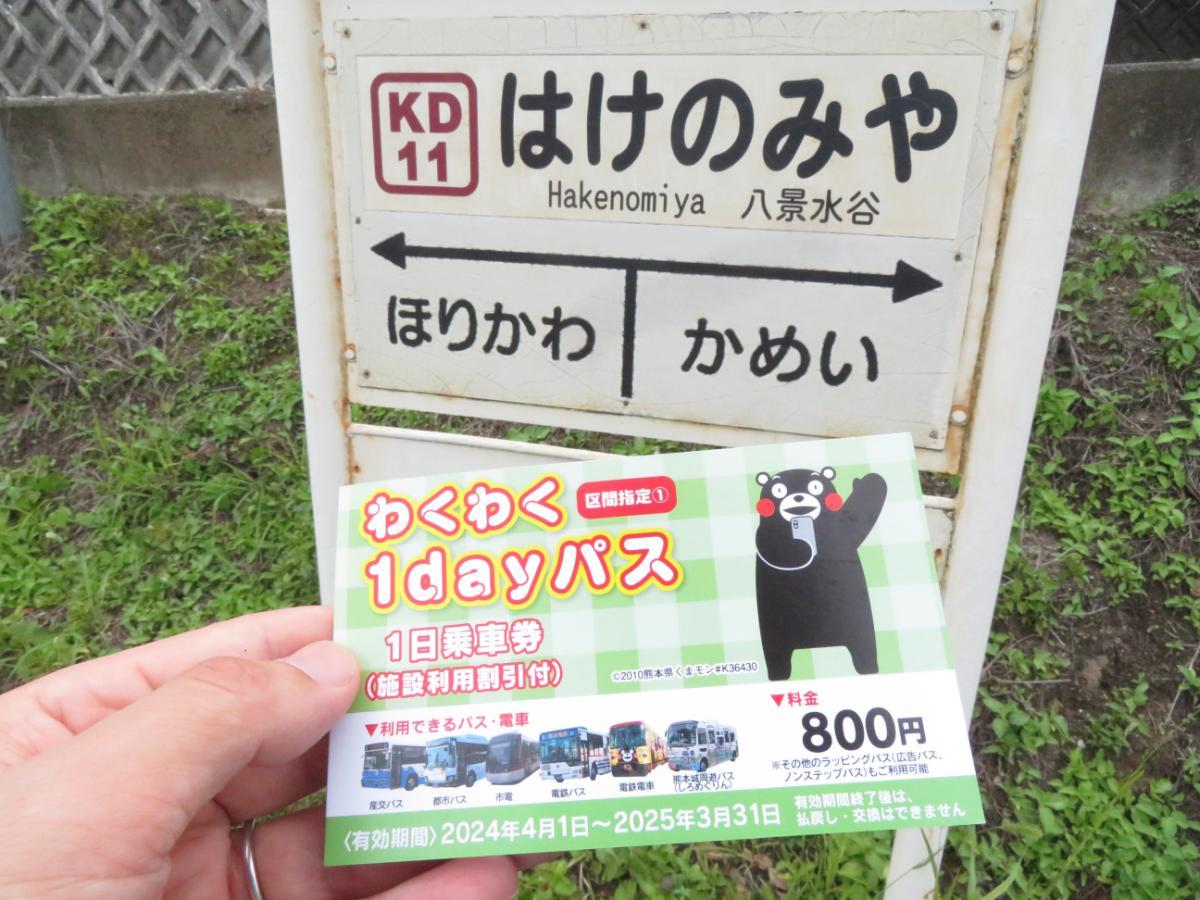 KD
11
はけのみや
Hakenomiya 八景水谷
ほりかわ
かめい
わくわく
区間指定①
1dayパス
1日乗車券
(施設利用割引付)
©2010熊本県くまモン#K36430
▼利用できるバス・電車
産交バス
都市バス
市電
電鉄バス
電鉄電車
熊本城周遊バス
(しろめぐりん)
▼料金
800円
※その他のラッピングバス(広告バス、
ノンステップバス)もご利用可能
〈有効期間〉2024年4月1日～2025年3月31日
有効期間終了後は、
払戻し・交換はできません